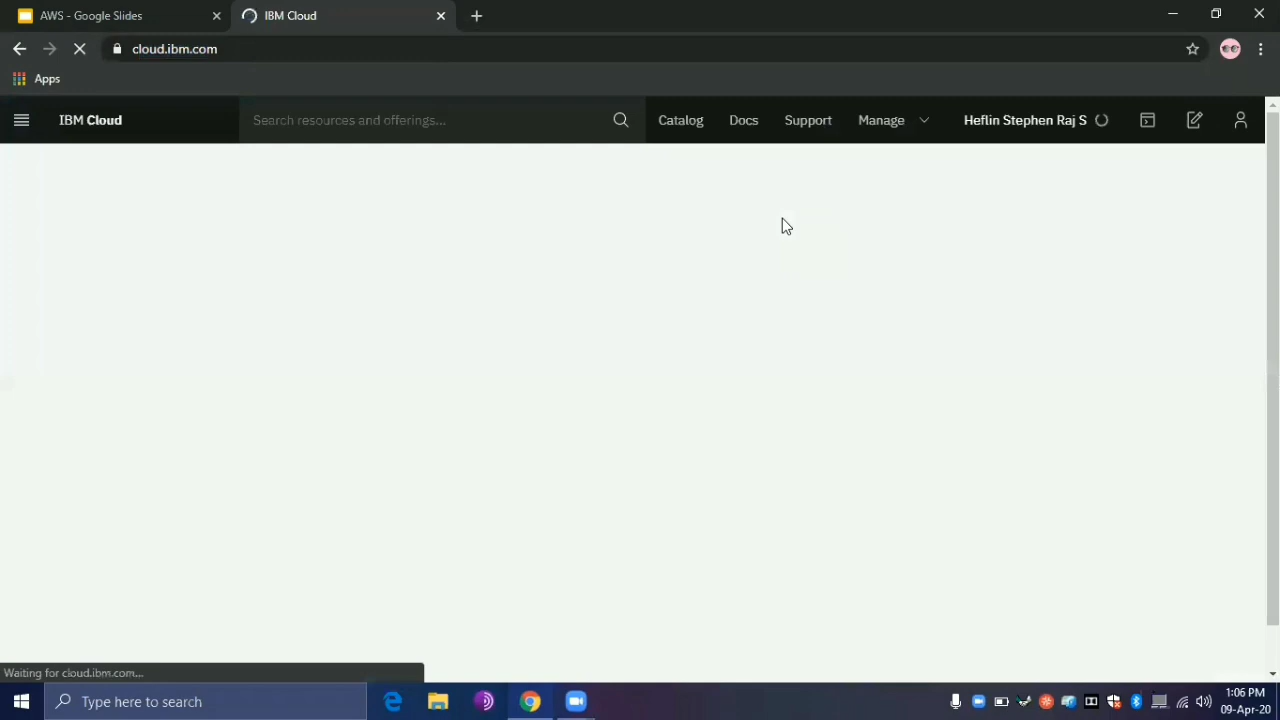 AWS - Google Slides
IBM Cloud
cloud.ibm.com
Apps
IBM Cloud
Search resources and offerings...
Catalog
Docs
Support
Manage
Heflin Stephen Raj S
Waiting for cloud.ibm.com...
Type here to search
1:06 PM
09-Apr-20